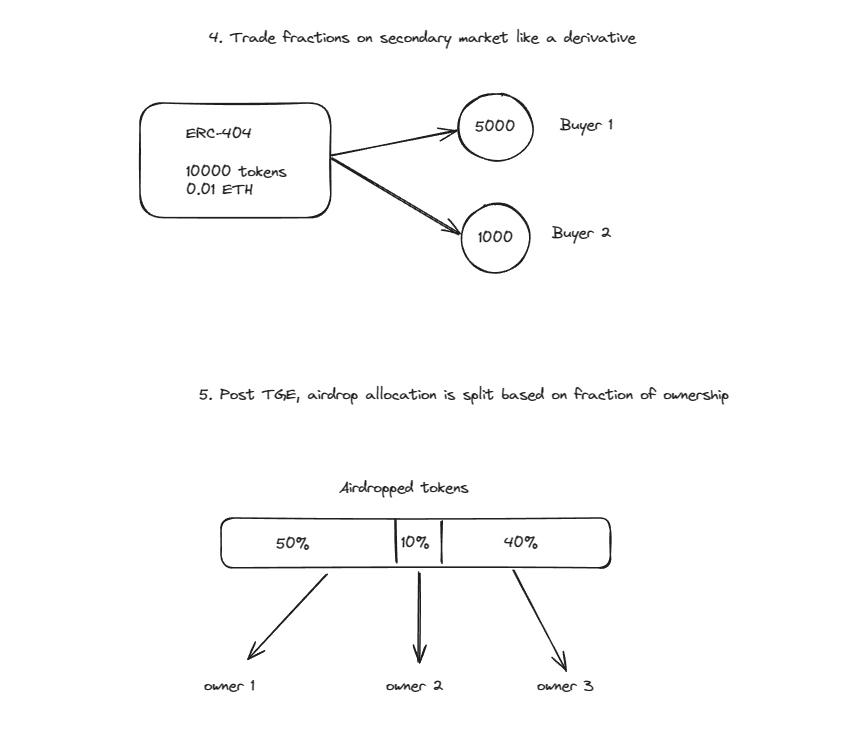 4. Trade fractions on secondary market like a derivative
ERC-404
10000 tokens
0.01 ETH
5000
Buyer 1
1000
Buyer 2
5. Post TGE, airdrop allocation is split based on fraction of ownership
Airdropped tokens
50%
10%
40%
owner 1
owner 2
owner 3